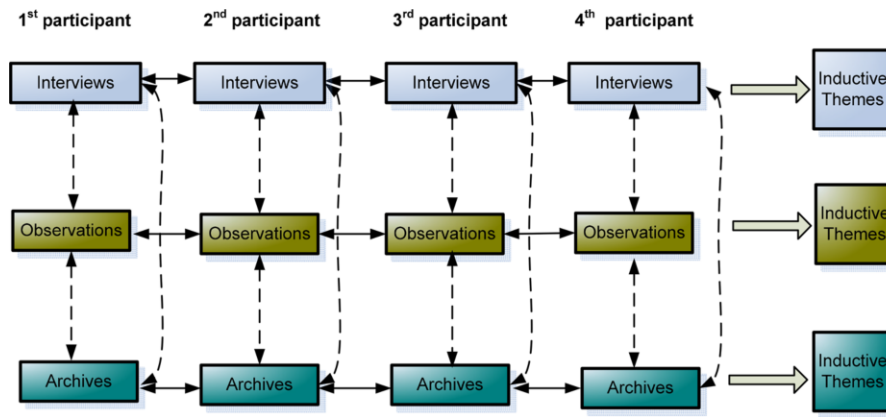 1st participant 2nd participant 3rd participant 4th participant
Interviews Interviews Interviews Interviews Inductive
Themes
Observations Observations Observations Observations Inductive
Themes
Archives Archives Archives Archives Inductive
Themes